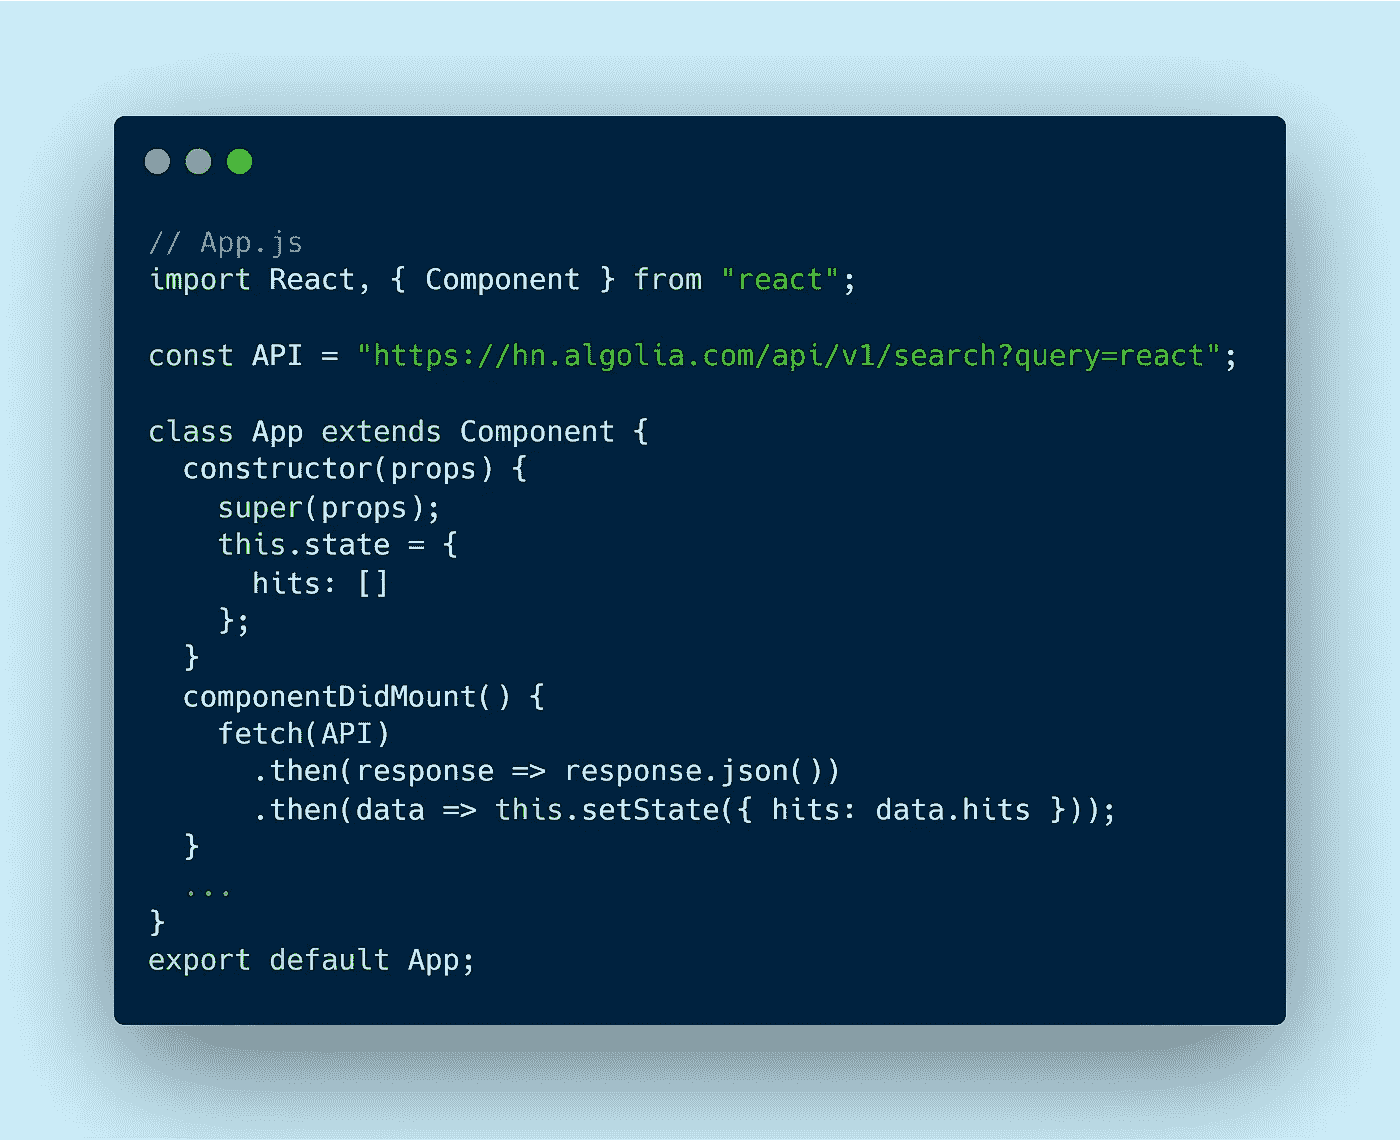 // App.js
import React, { Component } from "react";
const API = "https://hn.algolia.com/api/v1/search?query=react";
class App extends Component {
  constructor(props) {
    super(props);
    this.state = {
      hits: []
    };
  }
  componentDidMount() {
    fetch(API)
      .then(response => response.json())
      .then(data => this.setState({ hits: data.hits }));
  }
  ...
}
export default App;